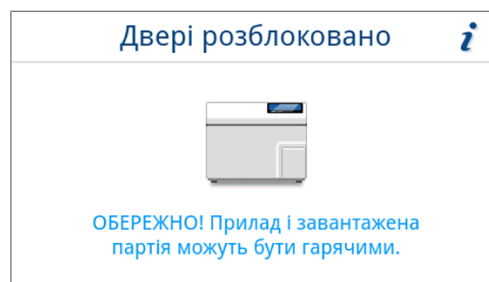 Двері розблоковано
i
ОБЕРЕЖНО! Прилад і завантажена
партія можуть бути гарячими.